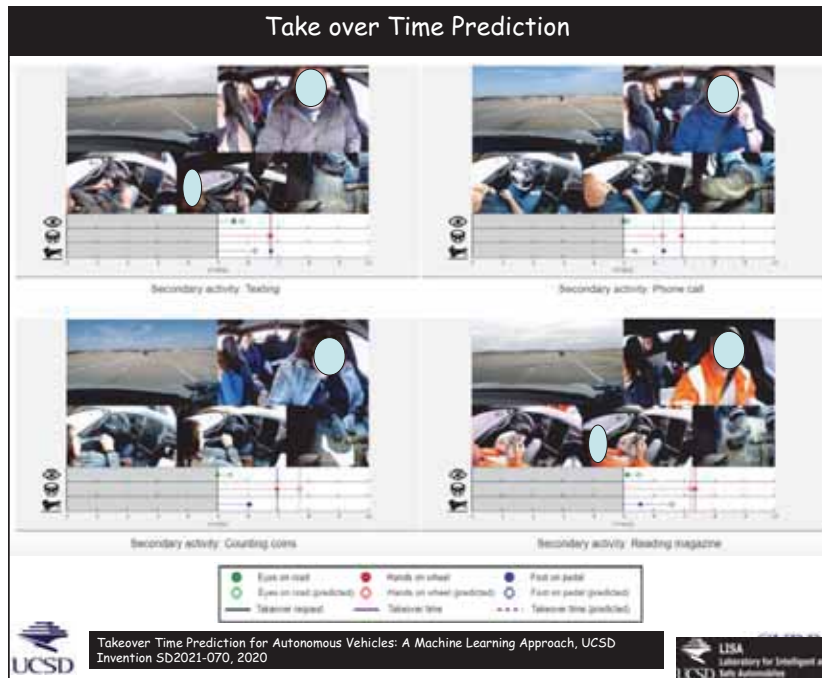 Take over Time Prediction
Secondary activity: Texting
Secondary activity: Phone call
Secondary activity: Counting coins
Secondary activity: Reading magazine
Eyes on road Hands on wheel Foot on pedal
Eyes on road (predicted) Hands on wheel (predicted) Foot on pedal (predicted)
Takeover request Takeover time Takeover time (predicted)
UCSD
Takeover Time Prediction for Autonomous Vehicles: A Machine Learning Approach, UCSD
Invention SD2021-070, 2020
LISA
Laboratory for Intelligent a
UCSD Safe Automobiles